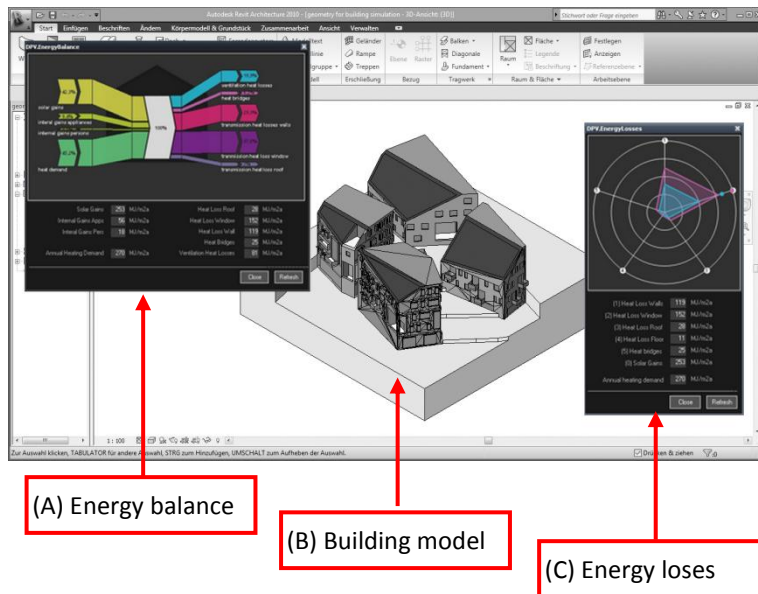 Autodesk Revit Architecture 2010 - [geometry for building simulation - 3D-Ansicht: {3D}]
Stichwort oder Frage eingeben
Start Einfügen Beschriften Ändern Körpermodell & Grundstück Zusammenarbeit Ansicht Verwalten
DPV.EnergyBalance
Geländer
Rampe
Treppen
Erschließung
Ebene Raster
Bezug
Balken
Diagonale
Fundament
Tragwerk
Raum
Fläche
Legende
Beschriftung
Raum & Fläche
Festlegen
Anzeigen
Referenzebene
Arbeitsebene
solar gains
internal gains appliances
internal gains persons
heat demand
100%
ventilation heat losses
heat bridges
transmission heat losses walls
transmission heat loss window
transmission heat loss roof
Solar Gains 253 MJ/m2a Heat Loss Roof 28 MJ/m2a
Internal Gains Apps 56 MJ/m2a Heat Loss Window 152 MJ/m2a
Interal Gains Pers 18 MJ/m2a Heat Loss Wall 119 MJ/m2a
Heat Bridges 25 MJ/m2a
Annual Heating Demand 270 MJ/m2a Ventilation Heat Losses 81 MJ/m2a
Close Refresh
DPV.EnergyLosses
(1) Heat Loss Walls 119 MJ/m2a
(2) Heat Loss Window 152 MJ/m2a
(3) Heat Loss Roof 28 MJ/m2a
(4) Heat Loss Floor 11 MJ/m2a
(5) Heat bridges 25 MJ/m2a
(0) Solar Gains 253 MJ/m2a
Annual heating demand 270 MJ/m2a
Close Refresh
1 : 100
Zur Auswahl klicken, TABULATOR für andere Auswahl, STRG zum Hinzufügen, UMSCHALT zum Aufheben der Auswahl.
Drücken & ziehen
:0
(A) Energy balance
(B) Building model
(C) Energy loses